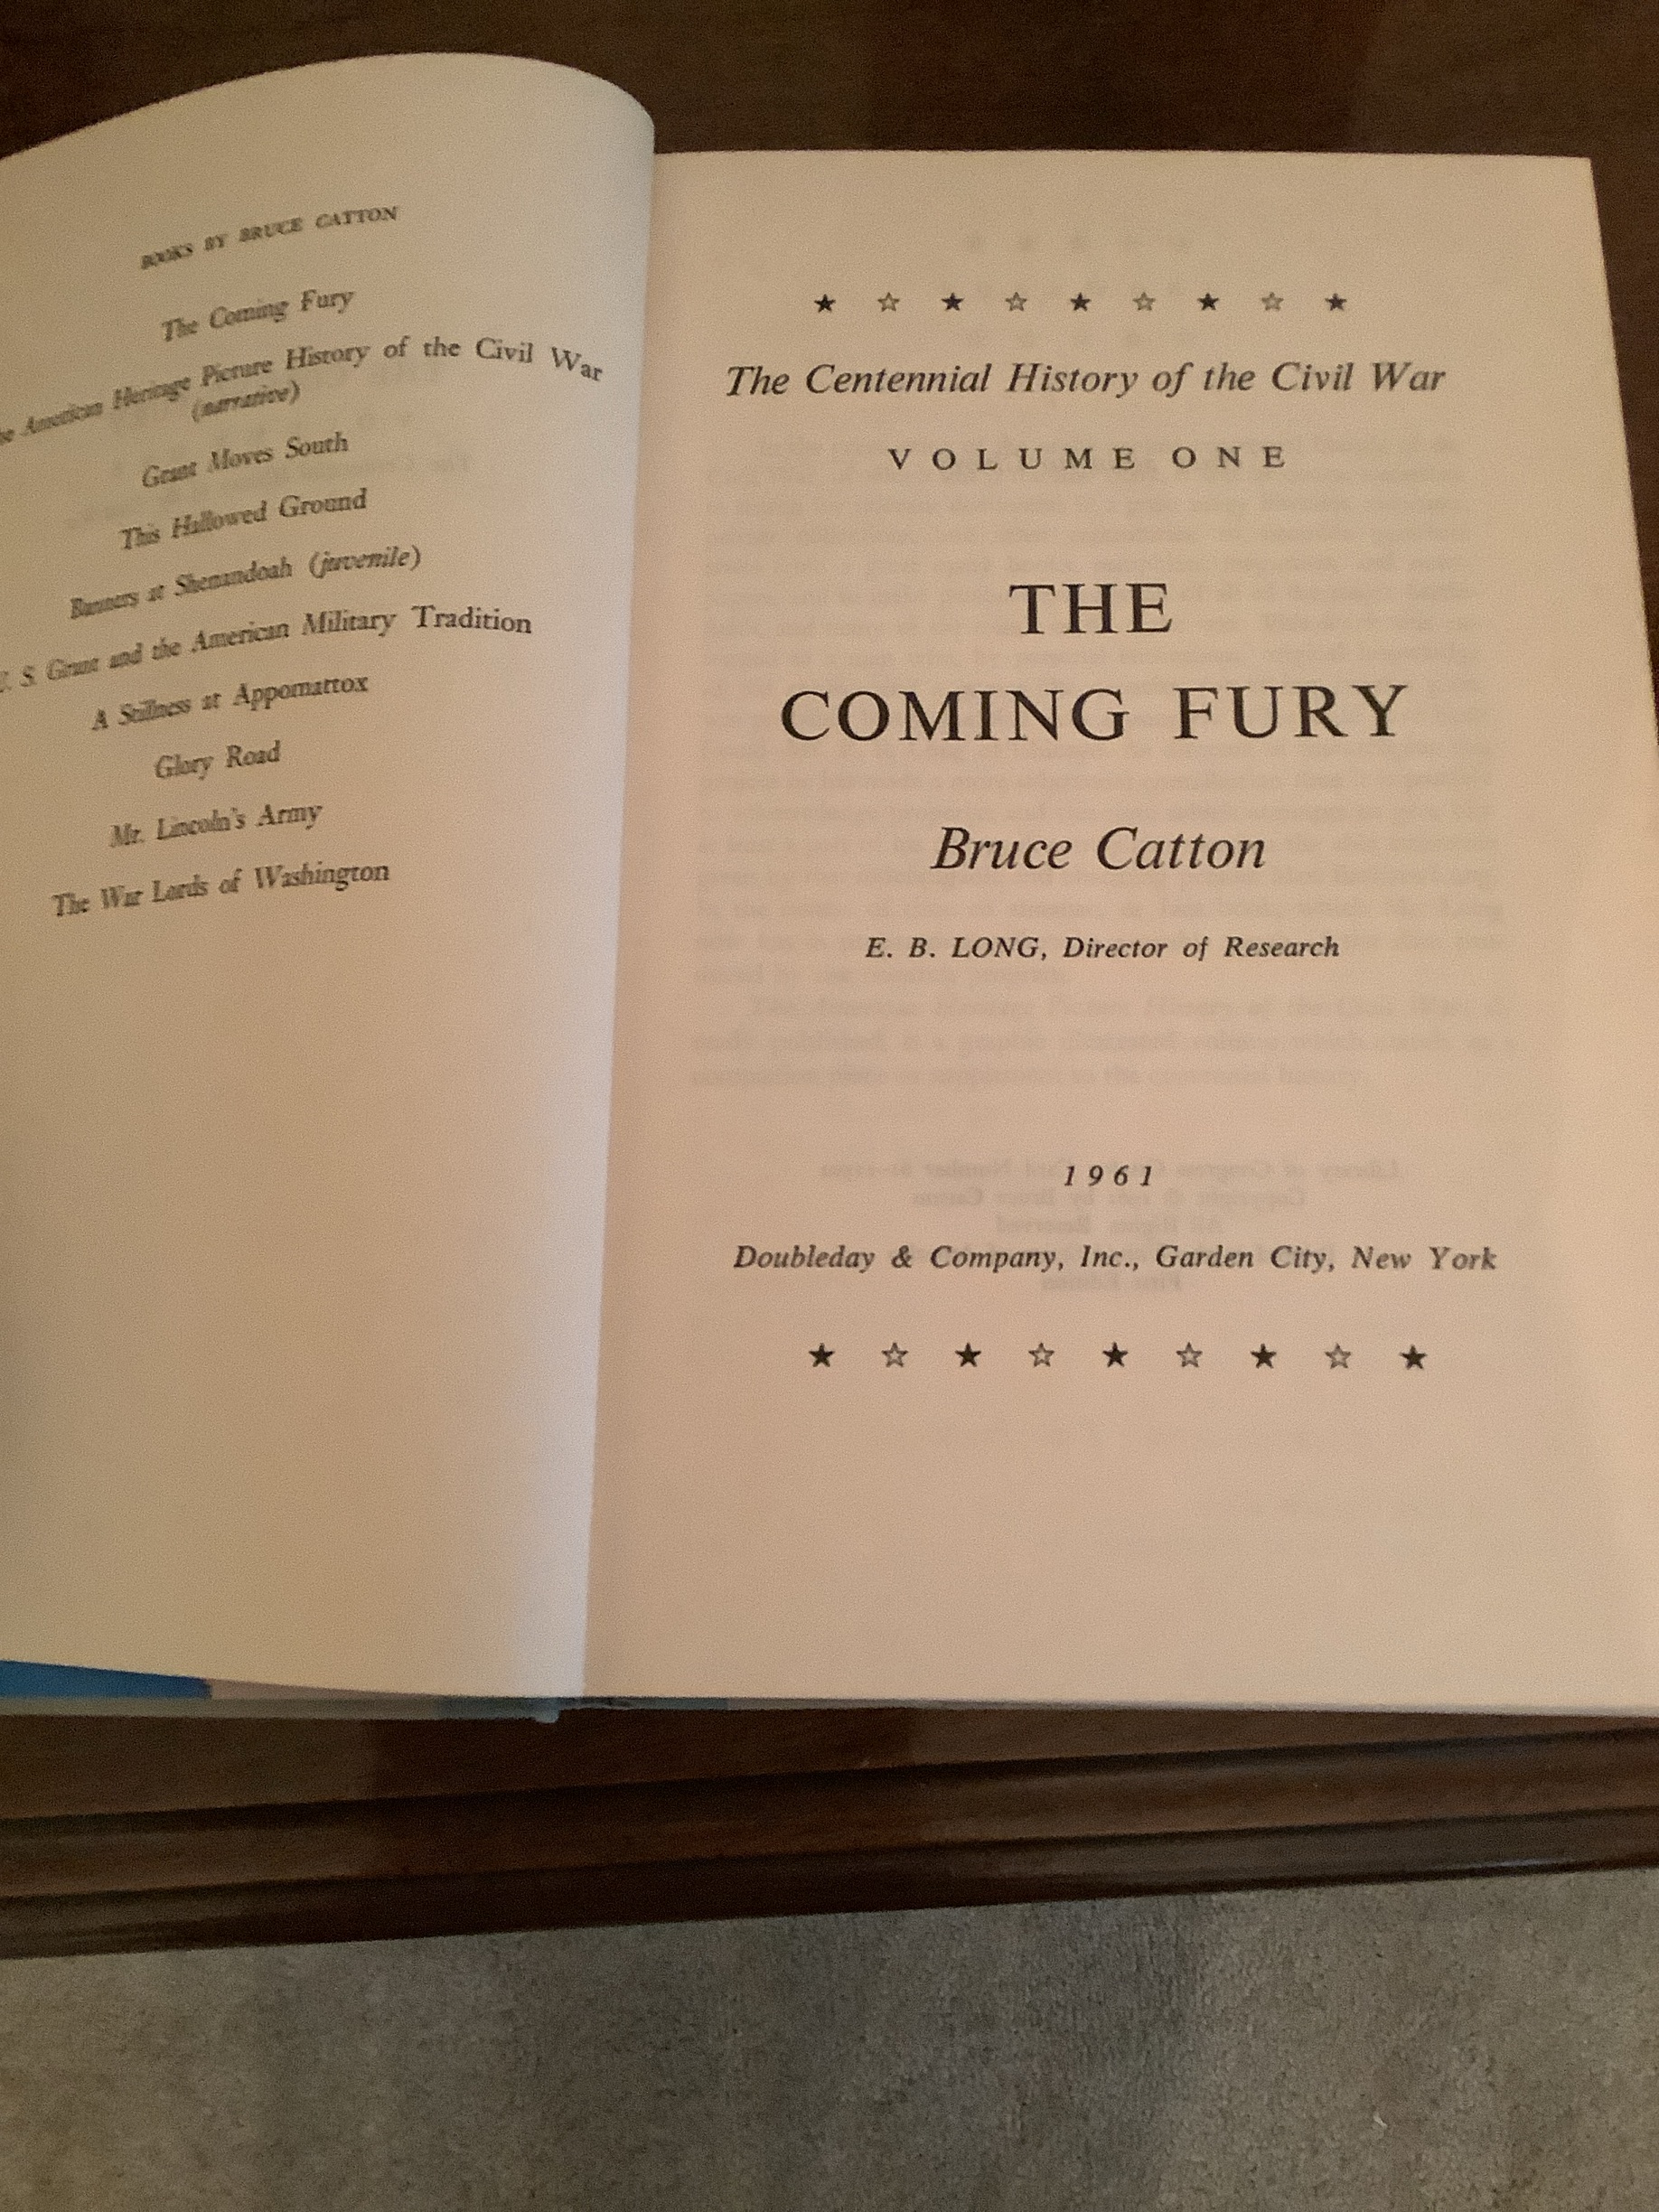 BOOKS BY BRUCE CATTON
The Coming Fury
American Heritage Picture History of the Civil War
(narrative)
Grant Moves South
This Hallowed Ground
Banners at Shenandoah (juvenile)
U. S. Grant and the American Military Tradition
A Stillness at Appomattox
Glory Road
Mr. Lincoln's Army
The War Lords of Washington
★ ☆ ★ ☆ ★ ☆ ★ ☆ ★
The Centennial History of the Civil War
VOLUME ONE
THE
COMING FURY
Bruce Catton
E. B. LONG, Director of Research
1961
Doubleday & Company, Inc., Garden City, New York
★ ☆ ★ ☆ ★ ☆ ★ ☆ ★